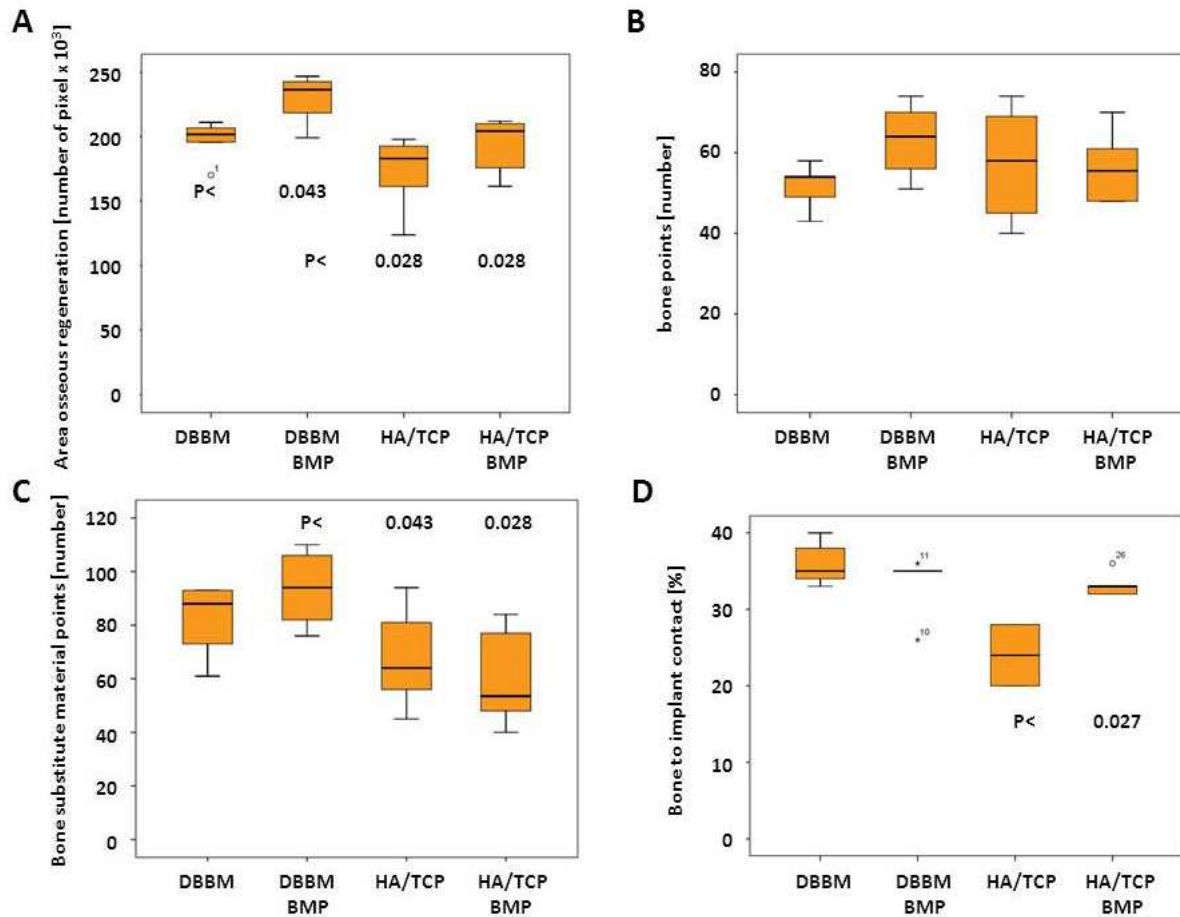 A
Area osseous regeneration [number of pixel x 10³]
250
200
150
100
50
0
1
P< 0.043
P< 0.028 0.028
DBBM DBBM HA/TCP HA/TCP
BMP BMP
B
bone points [number]
80
60
40
20
0
DBBM DBBM HA/TCP HA/TCP
BMP BMP
C
Bone substitute material points [number]
120
100
80
60
40
20
0
P< 0.043 0.028
DBBM DBBM HA/TCP HA/TCP
BMP BMP
D
Bone to implant contact [%]
40
30
20
10
0
11
10
26
P< 0.027
DBBM DBBM HA/TCP HA/TCP
BMP BMP